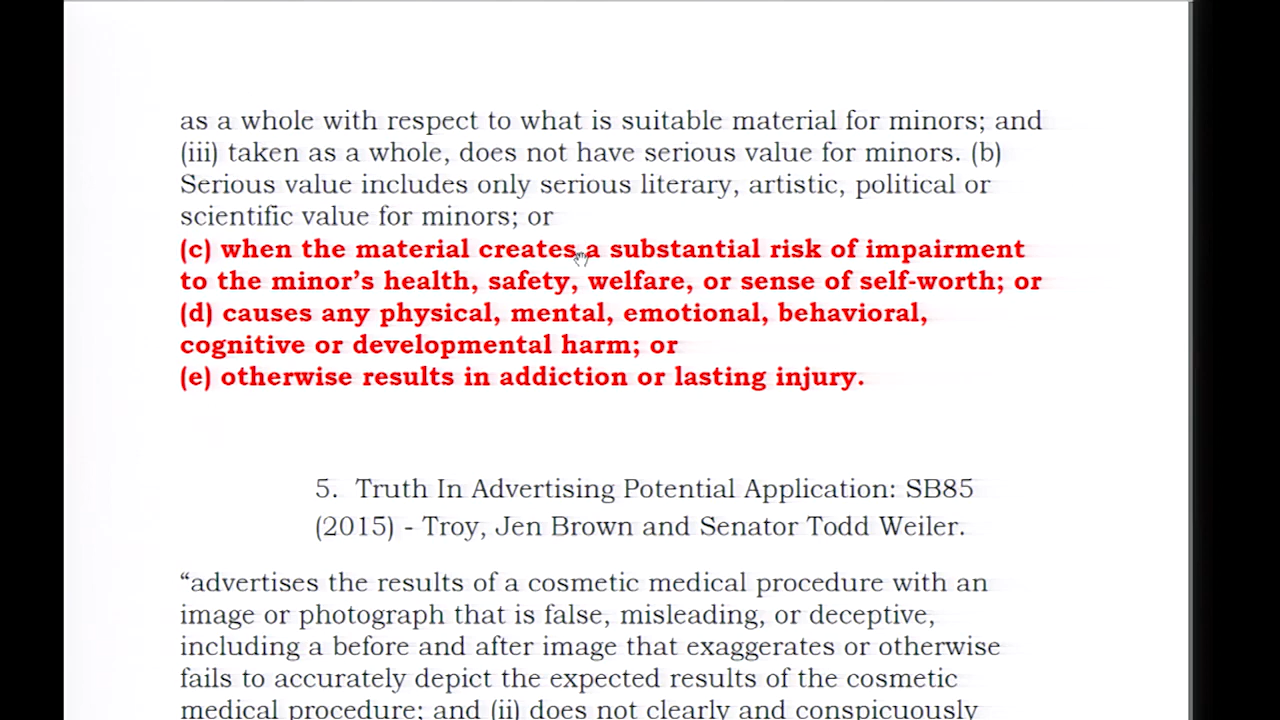 as a whole with respect to what is suitable material for minors; and
(iii) taken as a whole, does not have serious value for minors. (b)
Serious value includes only serious literary, artistic, political or
scientific value for minors; or
(c) when the material creates a substantial risk of impairment
to the minor’s health, safety, welfare, or sense of self-worth; or
(d) causes any physical, mental, emotional, behavioral,
cognitive or developmental harm; or
(e) otherwise results in addiction or lasting injury.
5. Truth In Advertising Potential Application: SB85
(2015) - Troy, Jen Brown and Senator Todd Weiler.
“advertises the results of a cosmetic medical procedure with an
image or photograph that is false, misleading, or deceptive,
including a before and after image that exaggerates or otherwise
fails to accurately depict the expected results of the cosmetic
medical procedure; and (ii) does not clearly and conspicuously